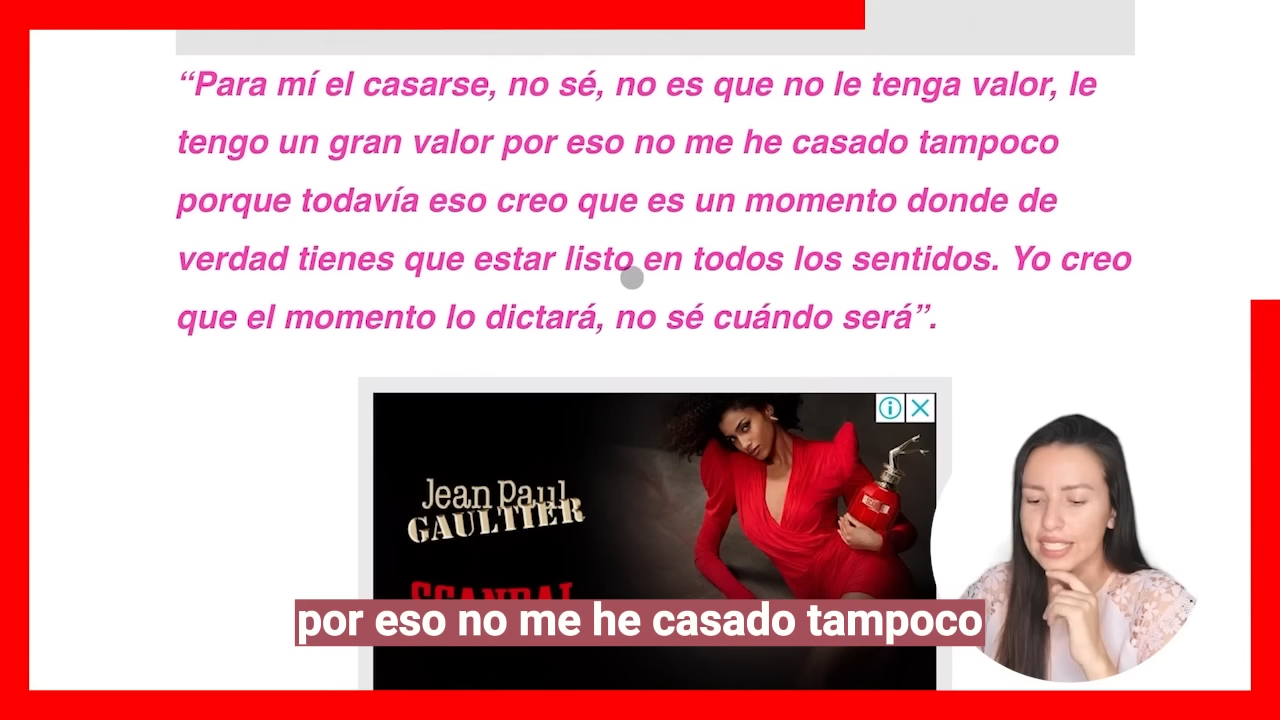 “Para mí el casarse, no sé, no es que no le tenga valor, le
tengo un gran valor por eso no me he casado tampoco
porque todavía eso creo que es un momento donde de
verdad tienes que estar listo en todos los sentidos. Yo creo
que el momento lo dictará, no sé cuándo será”.
Jean Paul
GAULTIER
SCANDAL
por eso no me he casado tampoco